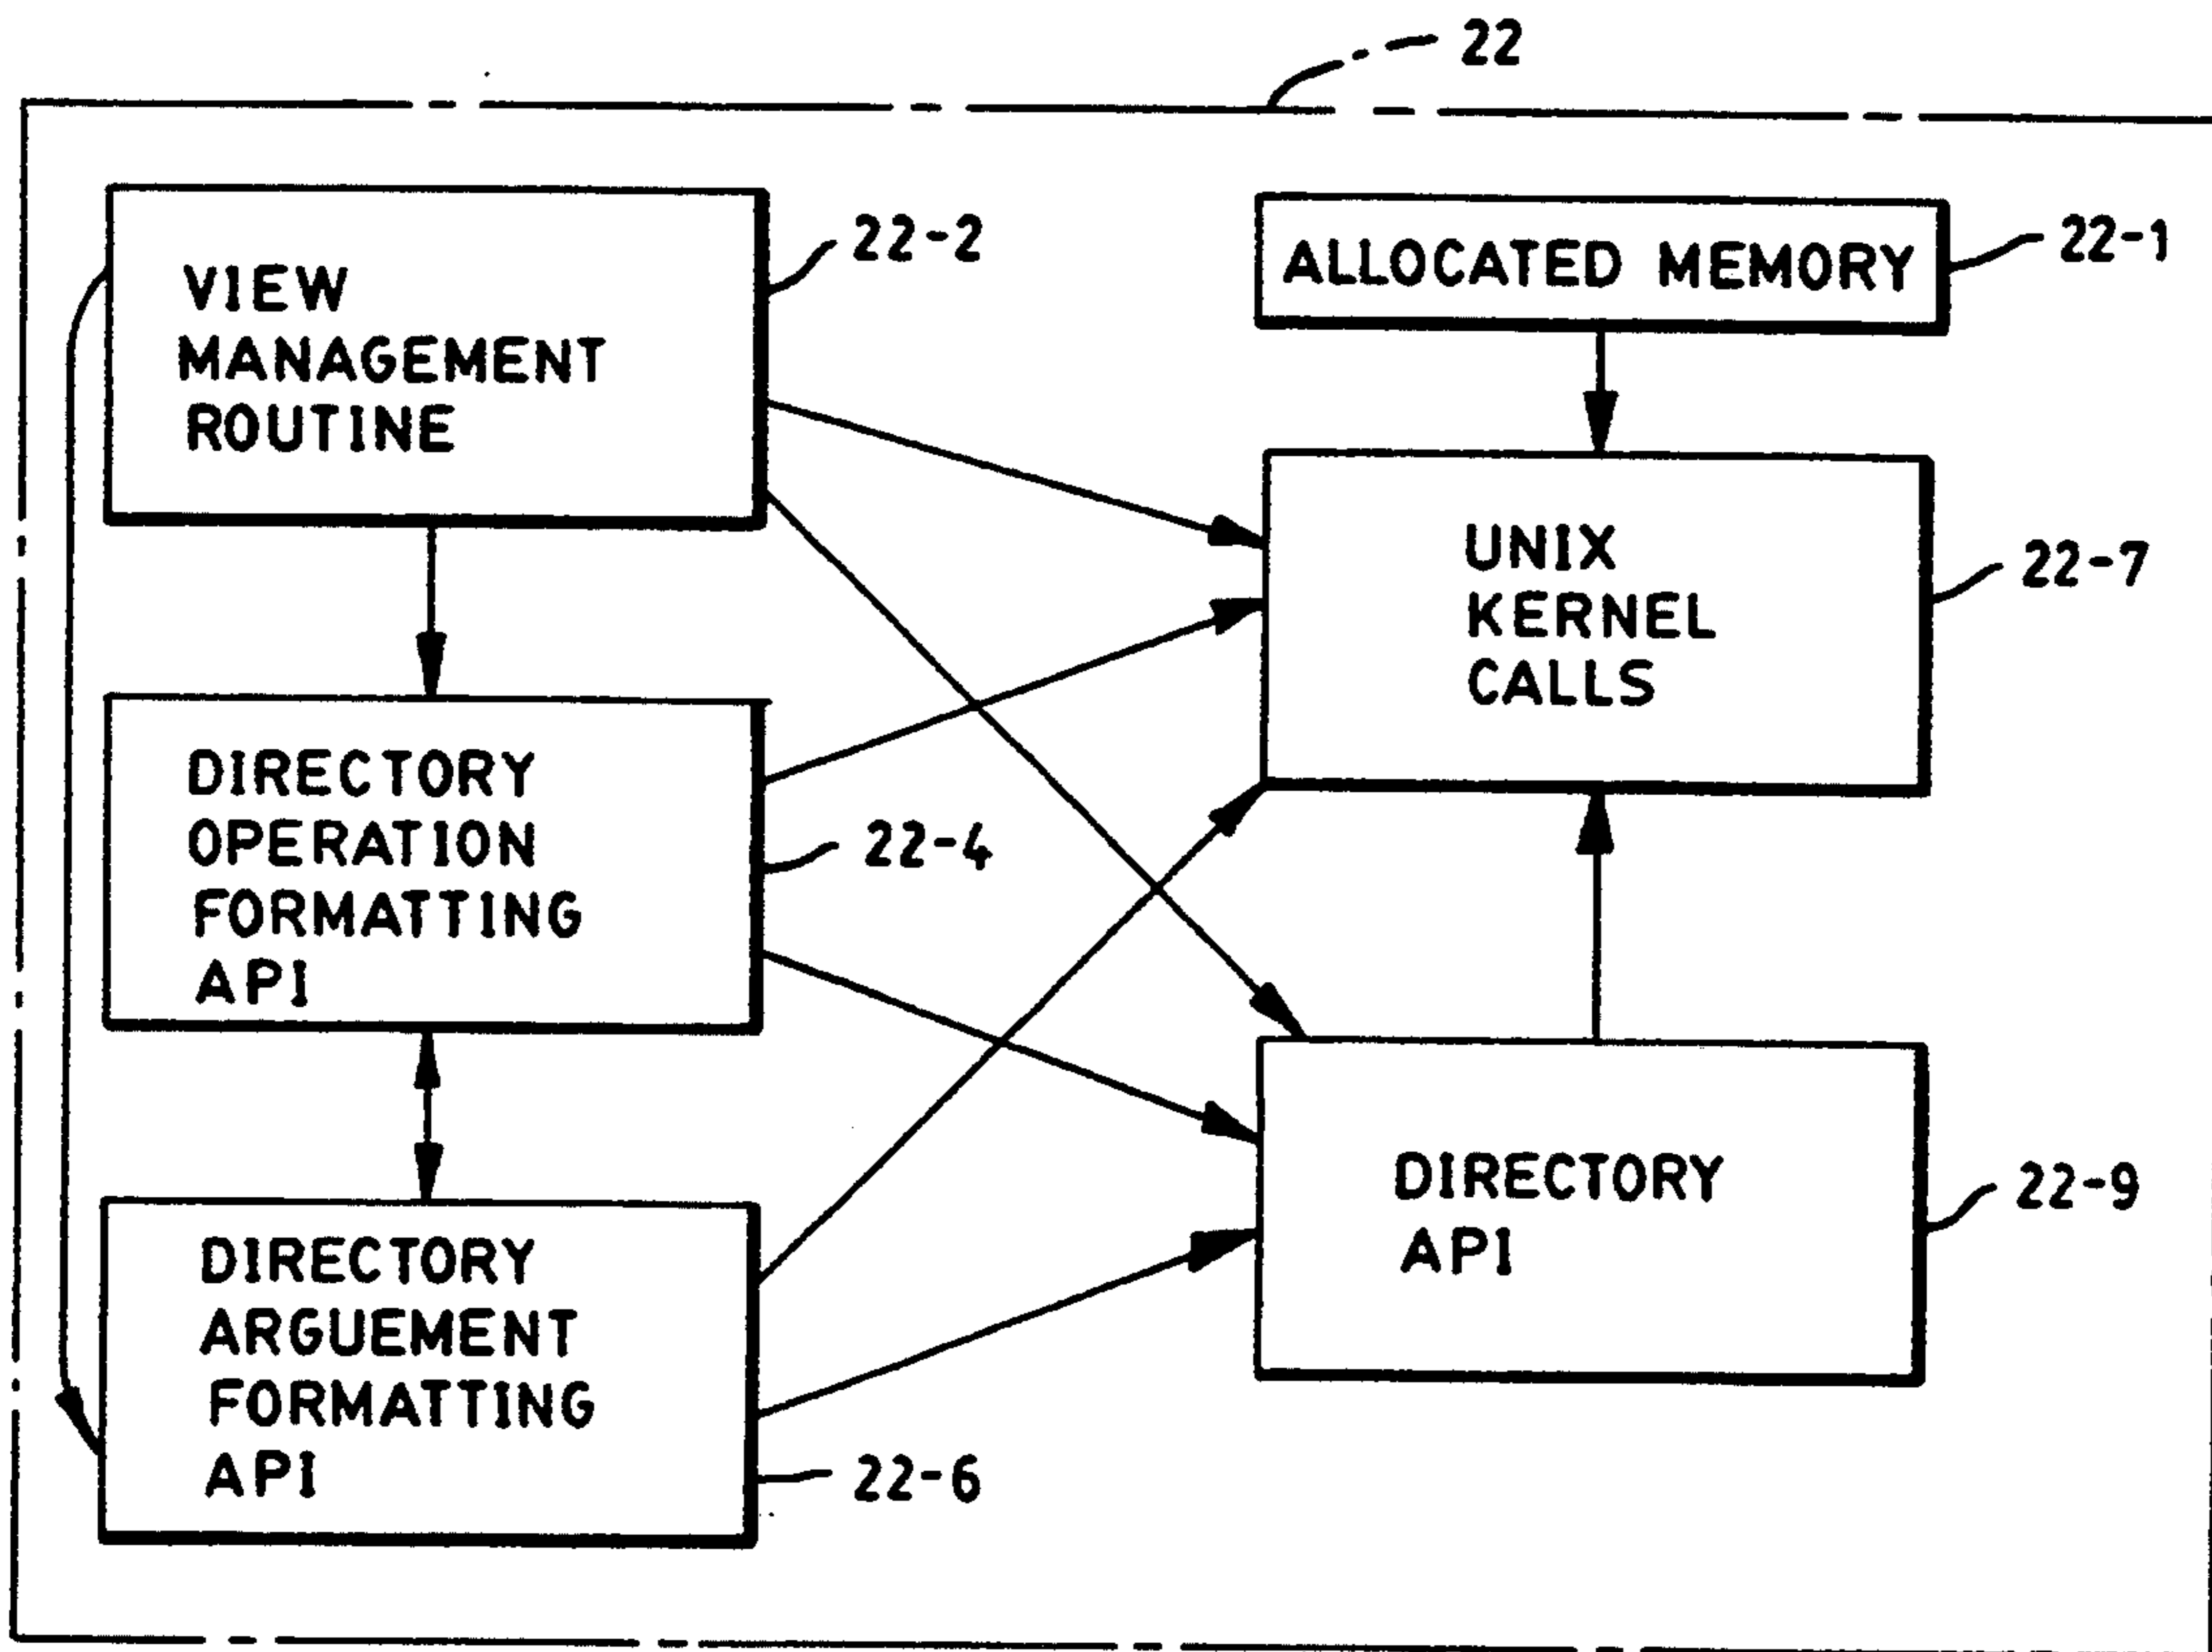 22
VIEW
MANAGEMENT
ROUTINE
22-2
ALLOCATED MEMORY
22-1
UNIX
KERNEL
CALLS
22-7
DIRECTORY
OPERATION
FORMATTING
API
22-4
DIRECTORY
API
22-9
DIRECTORY
ARGUEMENT
FORMATTING
API
22-6